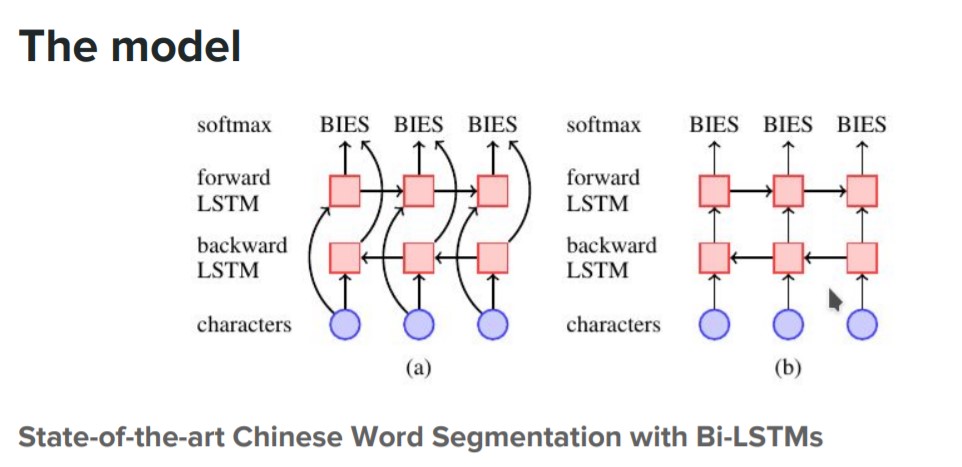 The model
softmax BIES BIES BIES
forward
LSTM
backward
LSTM
characters
(a)
softmax BIES BIES BIES
forward
LSTM
backward
LSTM
characters
(b)
State-of-the-art Chinese Word Segmentation with Bi-LSTMs